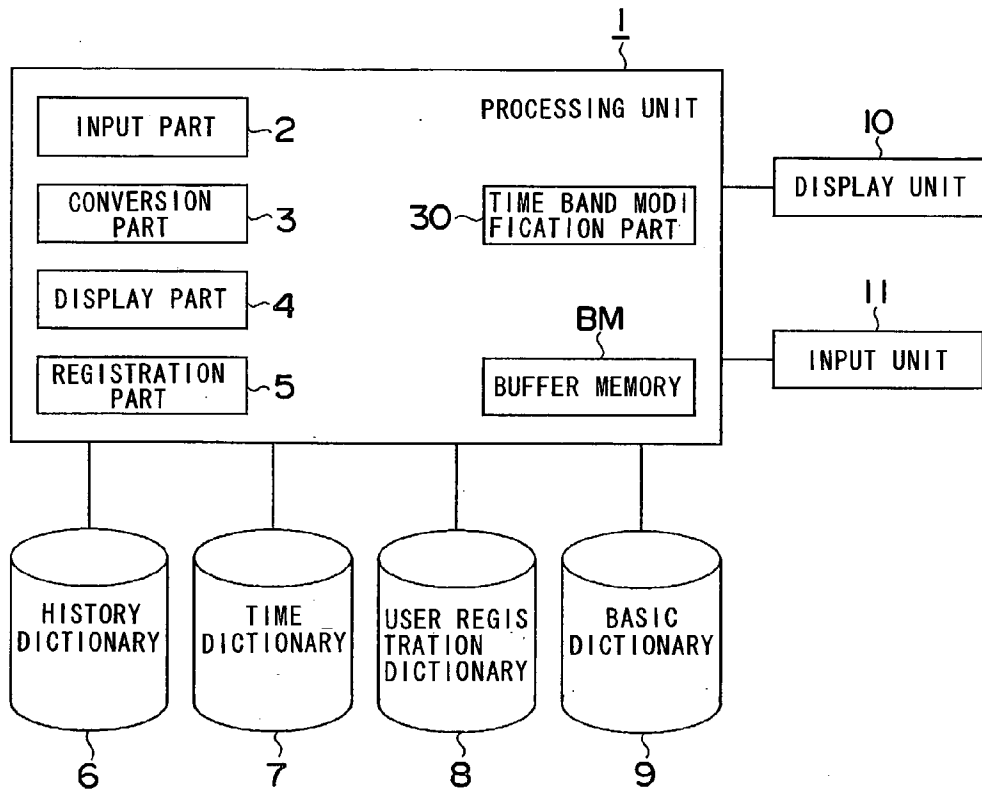 1
INPUT PART
2
PROCESSING UNIT
10
CONVERSION
PART
3
30
TIME BAND MODI
FICATION PART
DISPLAY UNIT
DISPLAY PART
4
11
BM
REGISTRATION
PART
5
BUFFER MEMORY
INPUT UNIT
HISTORY
DICTIONARY
TIME
DICTIONARY
USER REGIS
TRATION
DICTIONARY
BASIC
DICTIONARY
6
7
8
9